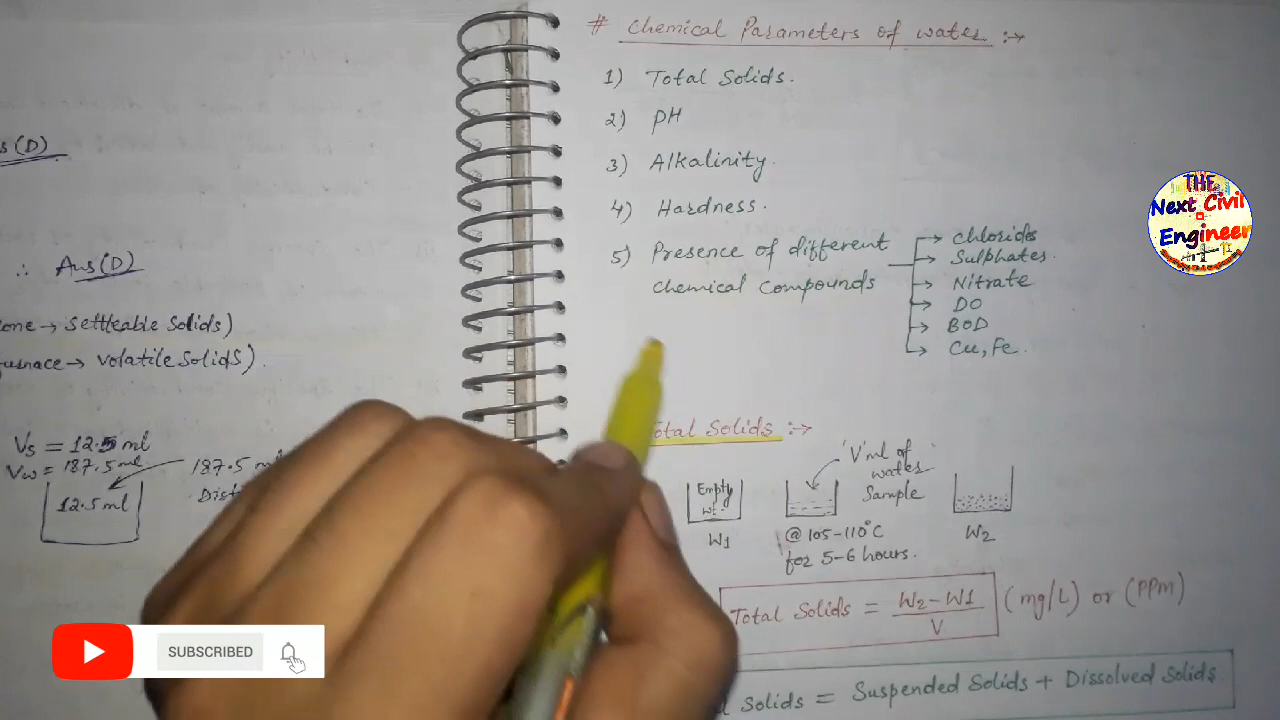 s (D)
∴ Ans (D)
one → settleable solids)
urnace → volatile solids).
Vs = 12.5 ml
Vw = 187.5 ml
187.5 m
Dist
12.5 ml
# Chemical Parameters of water :→
1) Total Solids.
2) PH
3) Alkalinity.
4) Hardness.
5) Presence of different
chemical compounds
→ chlorides
→ Sulphates.
→ Nitrate
→ DO
→ BOD
→ Cu, Fe.
Total Solids :→
Empty
wt.
W1
'V' ml of
water
Sample
@ 105-110°C
for 5-6 hours.
W2
Total Solids = W2 - W1 / V (mg/L) or (PPm)
Solids = Suspended Solids + Dissolved Solids
THE
Next Civil
Engineer
SUBSCRIBED